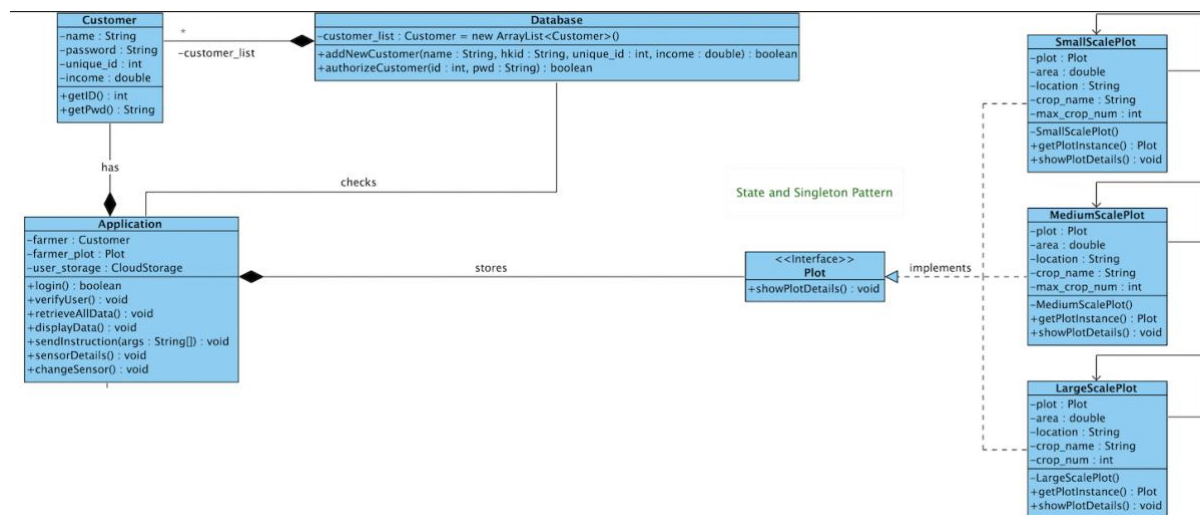 Customer
-name : String
-password : String
-unique_id : int
-income : double
+getID() : int
+getPwd() : String
*
-customer_list
Database
-customer_list : Customer = new ArrayList<Customer>()
+addNewCustomer(name : String, hkid : String, unique_id : int, income : double) : boolean
+authorizeCustomer(id : int, pwd : String) : boolean
has
checks
State and Singleton Pattern
Application
-farmer : Customer
-farmer_plot : Plot
-user_storage : CloudStorage
+login() : boolean
+verifyUser() : void
+retrieveAllData() : void
+displayData() : void
+sendInstruction(args : String[]) : void
+sensorDetails() : void
+changeSensor() : void
stores
<<Interface>>
Plot
+showPlotDetails() : void
implements
SmallScalePlot
-plot : Plot
-area : double
-location : String
-crop_name : String
-max_crop_num : int
-SmallScalePlot()
+getPlotInstance() : Plot
+showPlotDetails() : void
MediumScalePlot
-plot : Plot
-area : double
-location : String
-crop_name : String
-max_crop_num : int
-MediumScalePlot()
+getPlotInstance() : Plot
+showPlotDetails() : void
LargeScalePlot
-plot : Plot
-area : double
-location : String
-crop_name : String
-crop_num : int
-LargeScalePlot()
+getPlotInstance() : Plot
+showPlotDetails() : void